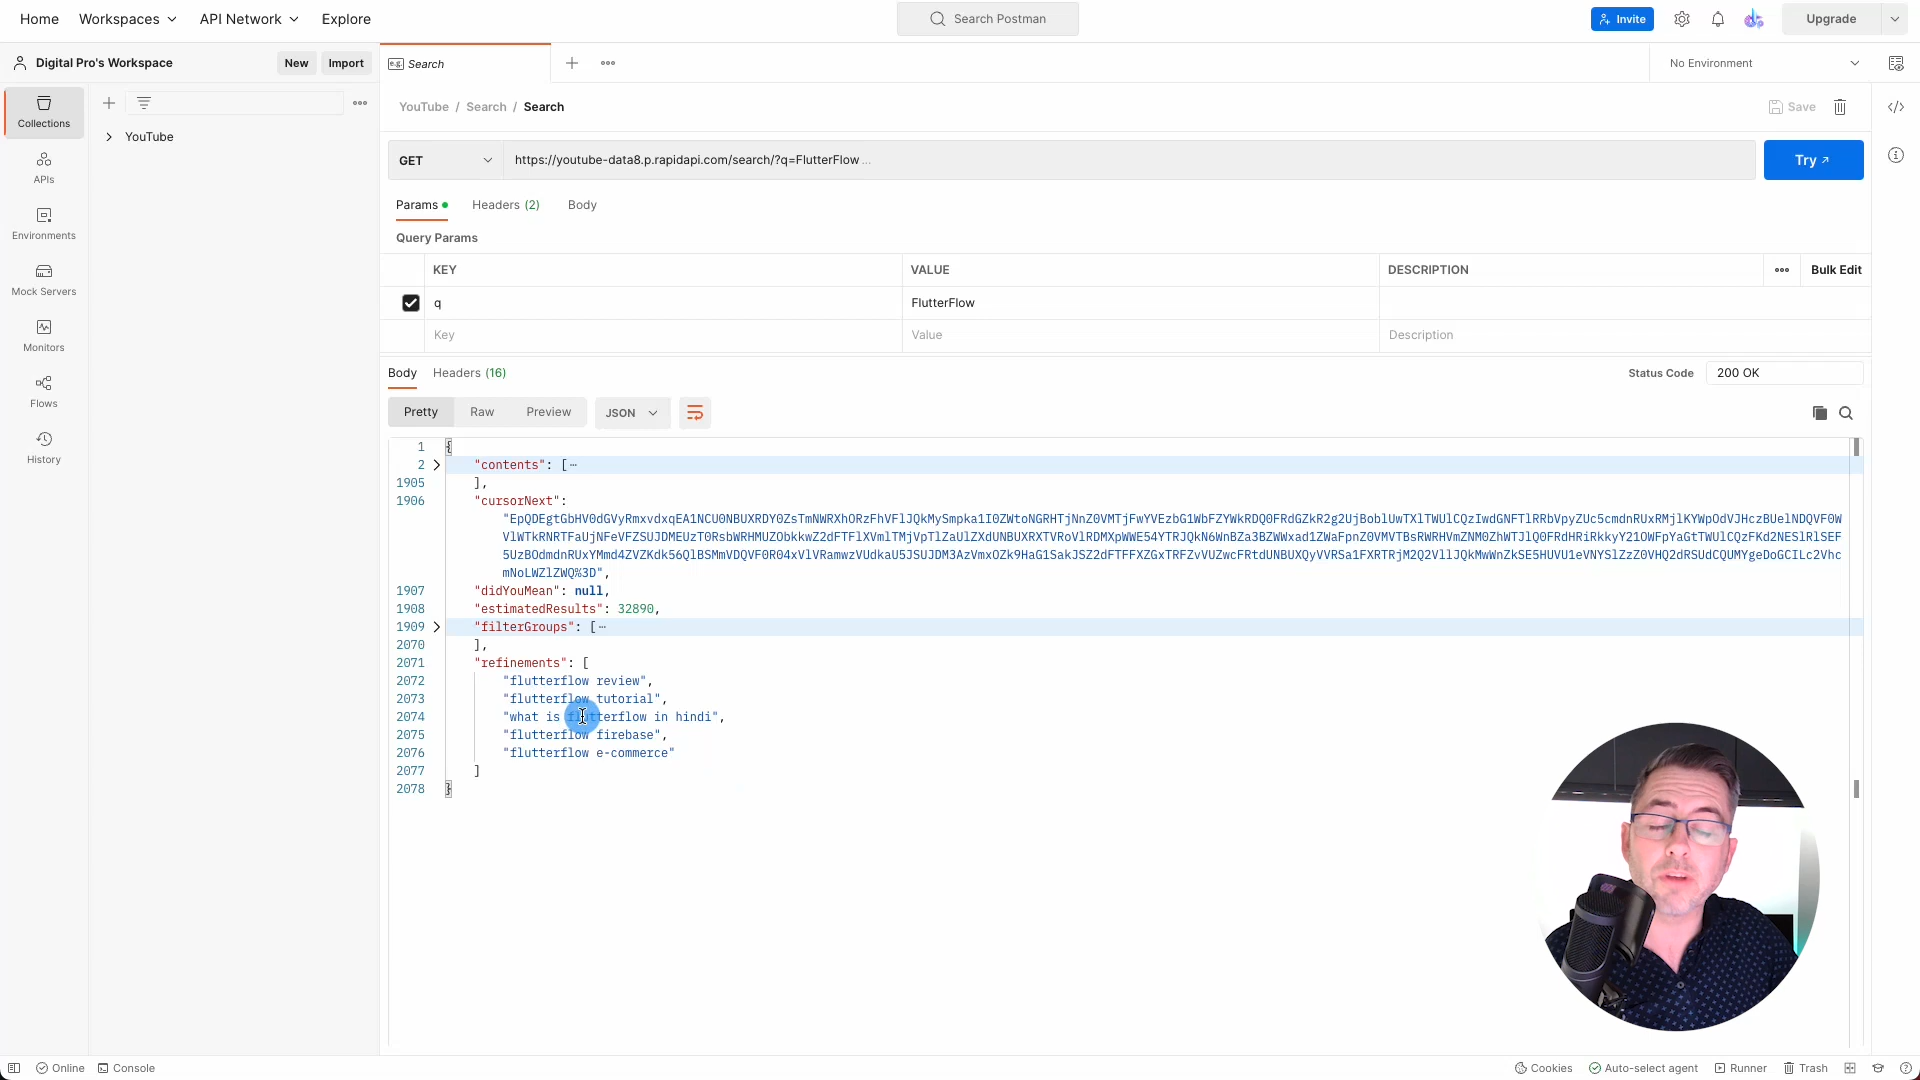 Home Workspaces API Network Explore Search Postman Invite Upgrade
Digital Pro's Workspace New Import Search No Environment
YouTube / Search / Search Save
Collections
YouTube
GET https://youtube-data8.p.rapidapi.com/search/?q=FlutterFlow ... Try
APIs
Params Headers (2) Body
Environments
Query Params
KEY VALUE DESCRIPTION Bulk Edit
Mock Servers
q FlutterFlow
Key Value Description
Monitors
Body Headers (16) Status Code 200 OK
Flows
Pretty Raw Preview JSON
History
1 {
2 "contents": [
1905 ],
1906 "cursorNext":
1907 "didYouMean": null,
1908 "estimatedResults": 32890,
1909 "filterGroups": [
2070 ],
2071 "refinements": [
2072 "flutterflow review",
2073 "flutterflow tutorial",
2074 "what is flutterflow in hindi",
2075 "flutterflow firebase",
2076 "flutterflow e-commerce"
2077 ]
2078 }
Online Console Cookies Auto-select agent Runner Trash